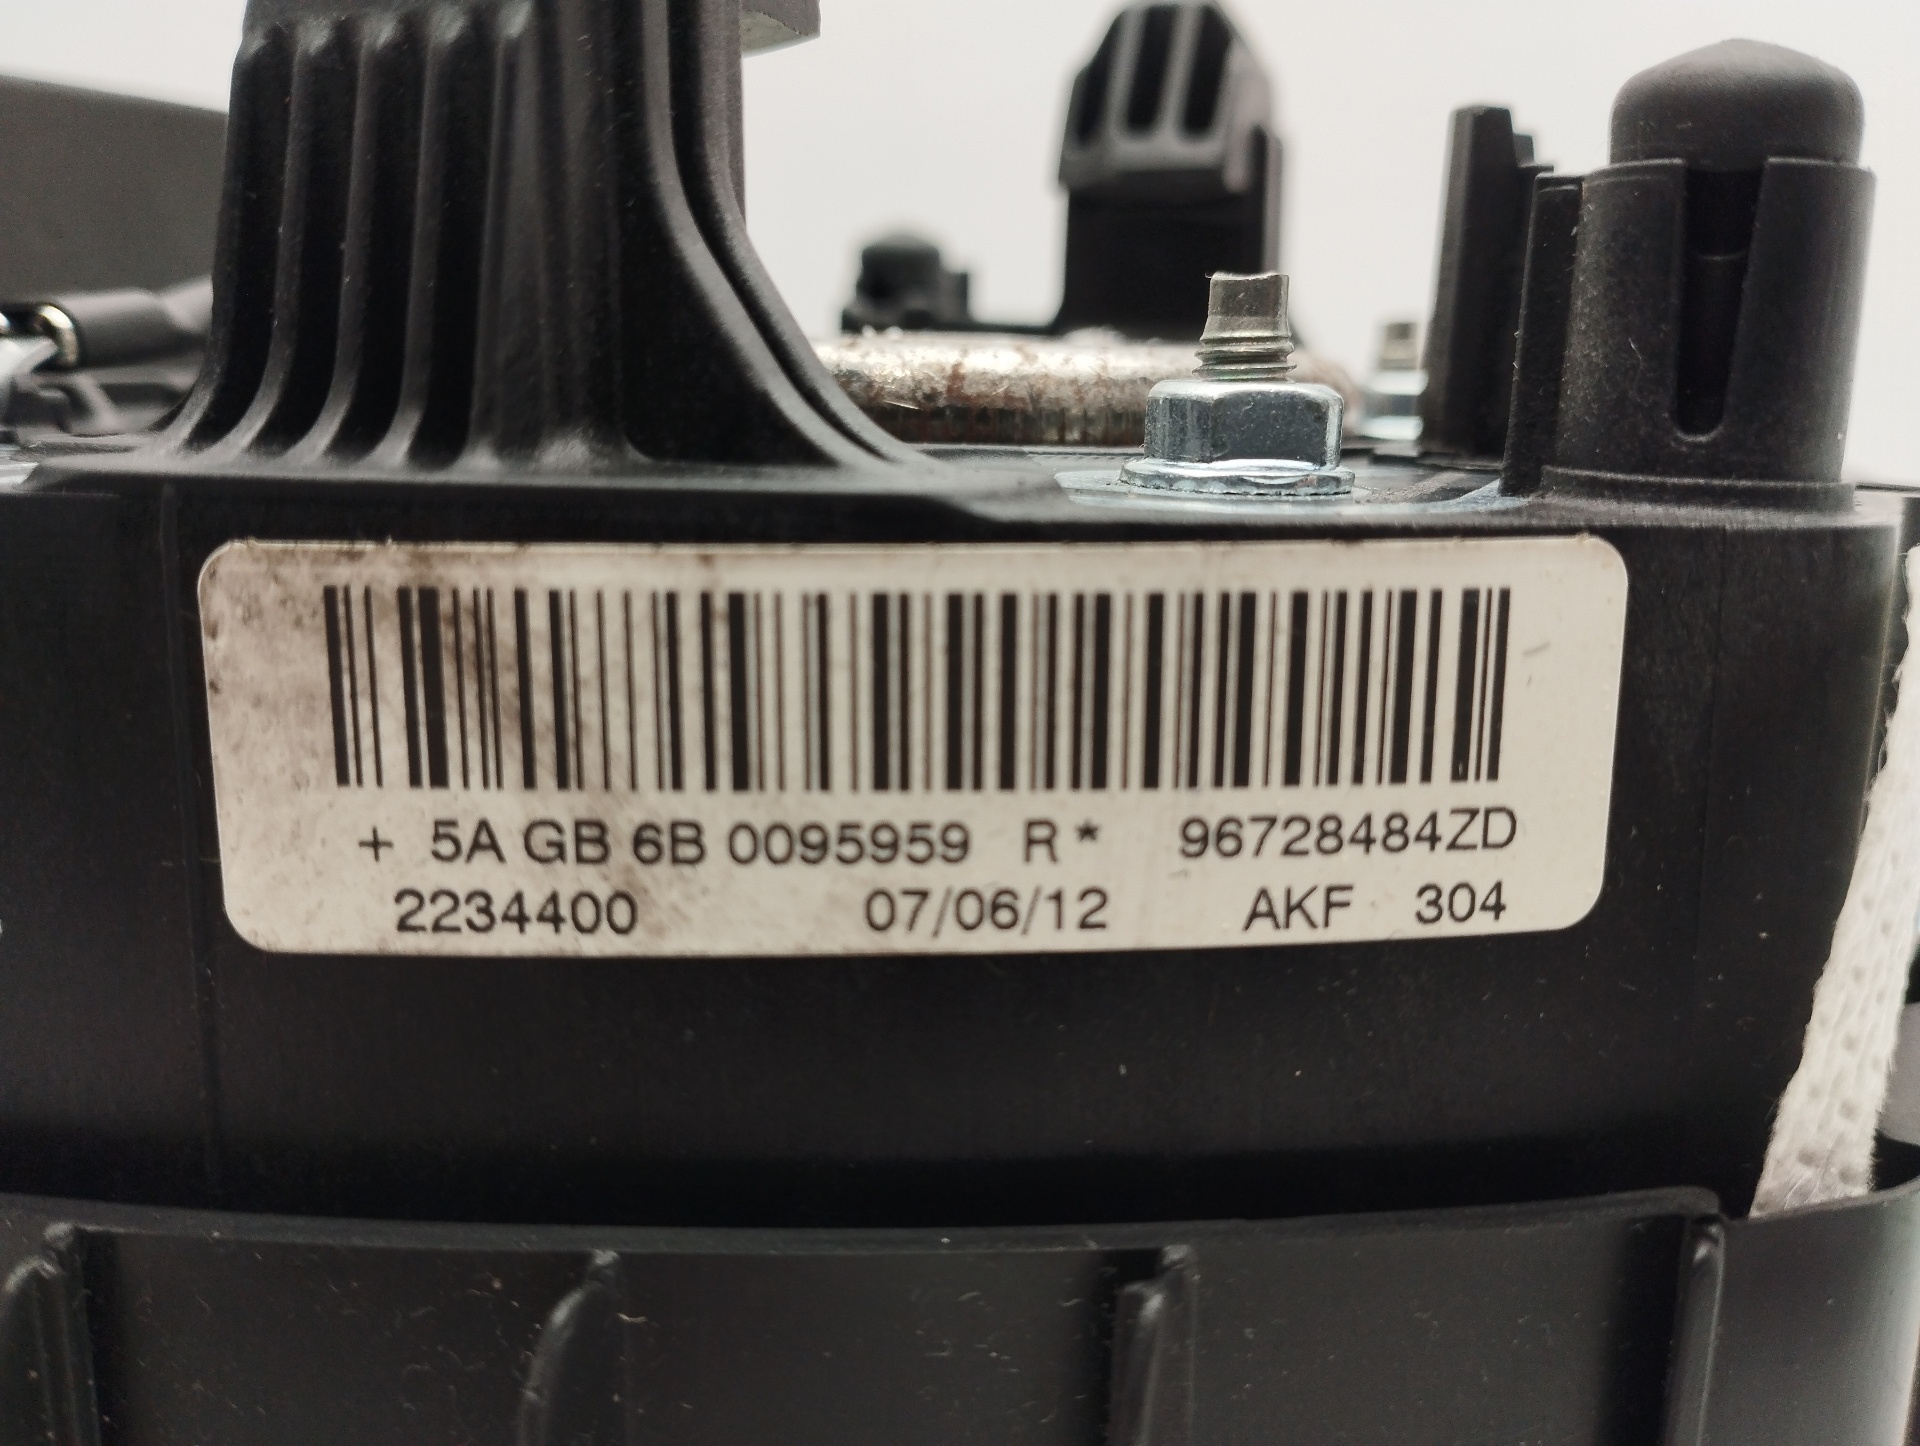 + 5A GB 6B 0095959 R* 96728484ZD
2234400 07/06/12 AKF 304